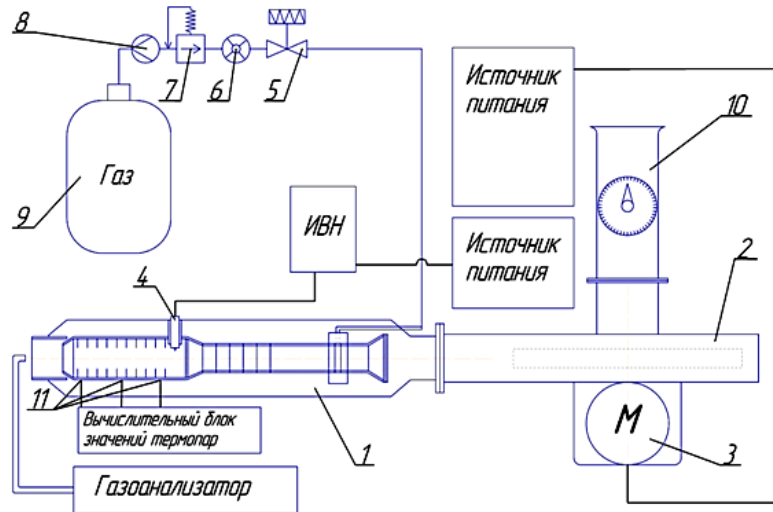 8
7
6
5
Источник
питания
10
Газ
9
ИВН
Источник
питания
4
2
11
Вычислительный блок
значений термопар
1
М
3
Газоанализатор